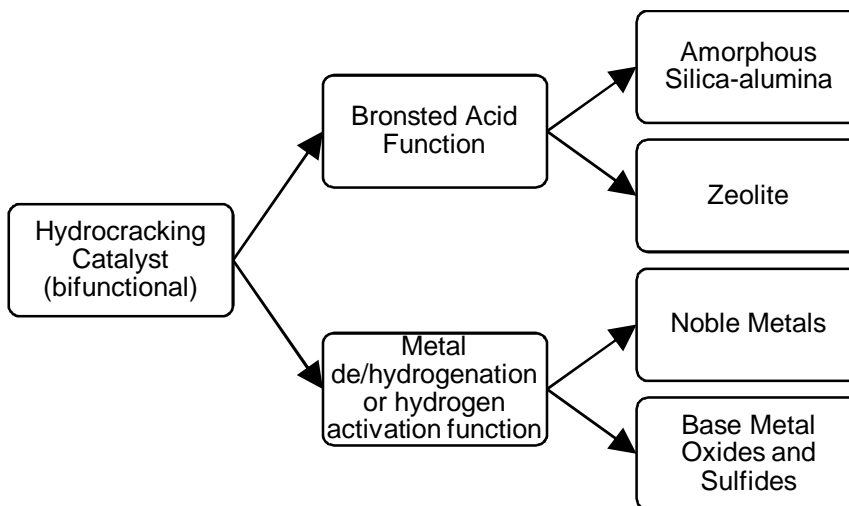 Hydrocracking
Catalyst
(bifunctional)
Bronsted Acid
Function
Metal
de/hydrogenation
or hydrogen
activation function
Amorphous
Silica-alumina
Zeolite
Noble Metals
Base Metal
Oxides and
Sulfides